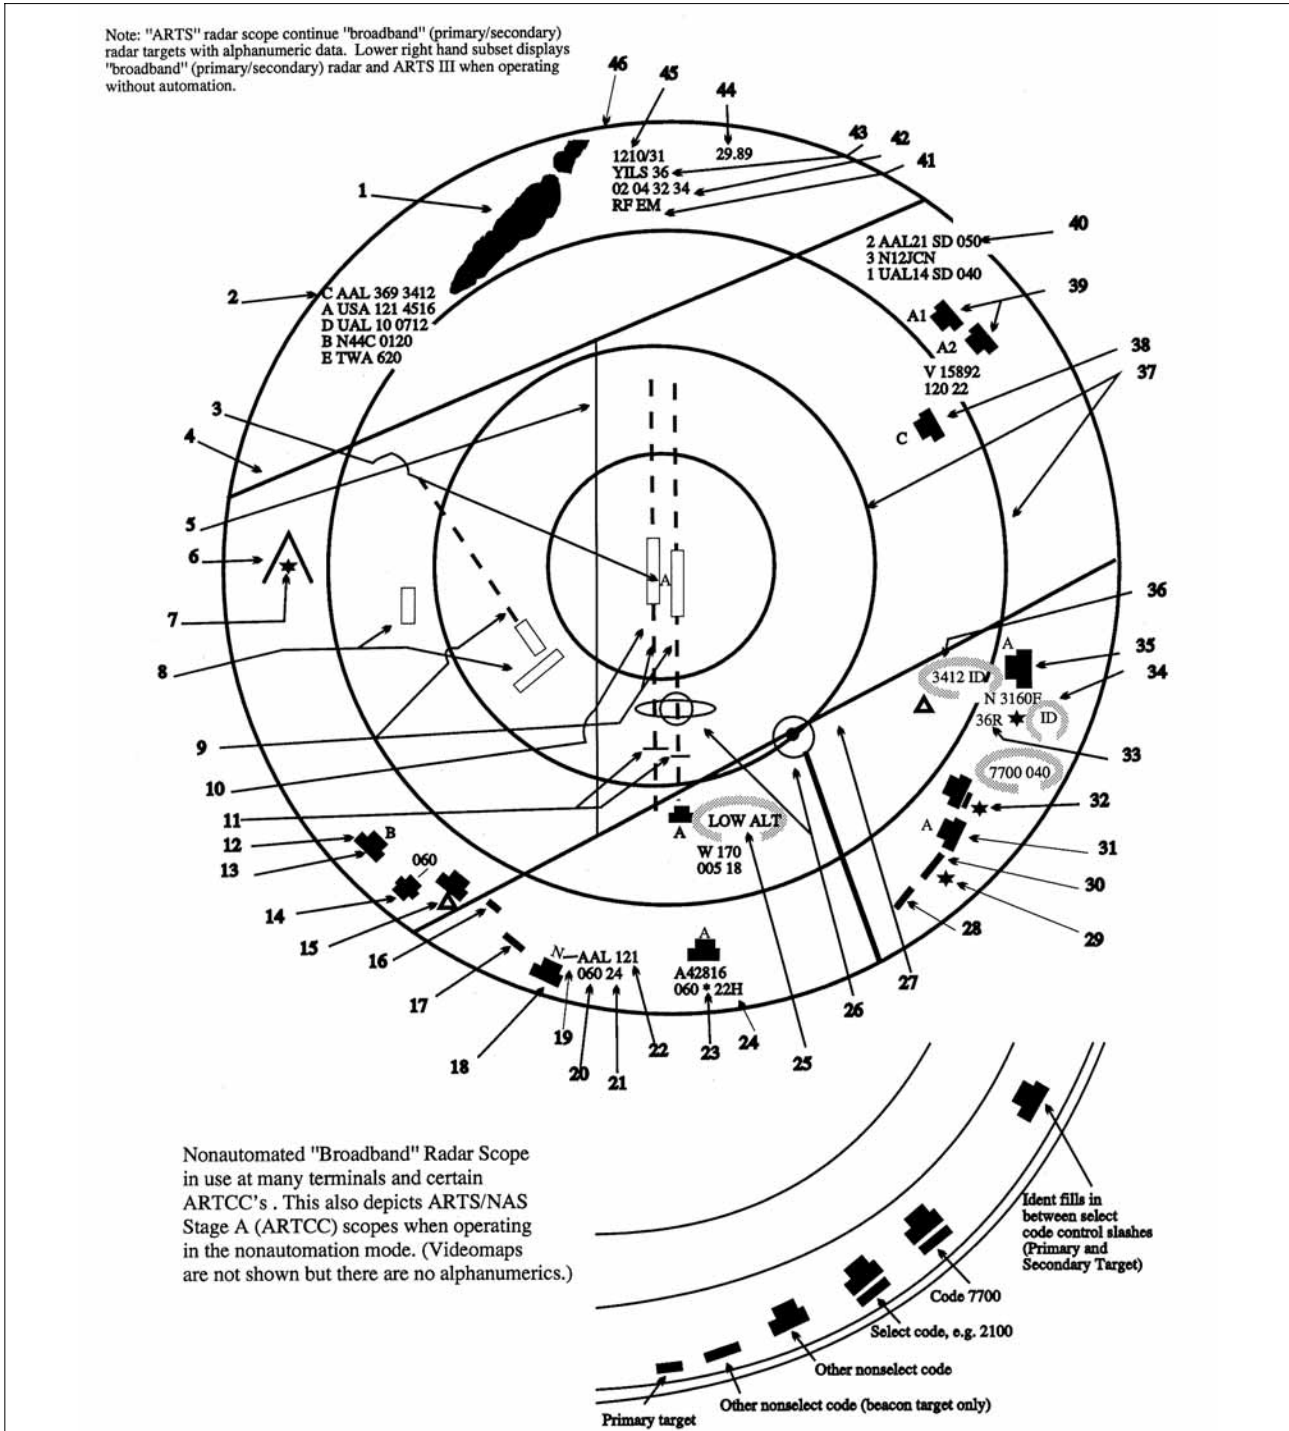 Note: "ARTS" radar scope continue "broadband" (primary/secondary)
radar targets with alphanumeric data. Lower right hand subset displays
"broadband" (primary/secondary) radar and ARTS III when operating
without automation.
46
45
44
43
42
41
1210/31
29.89
YILS 36
02 04 32 34
RF EM
1
40
2 AAL21 SD 050
3 N12JCN
1 UAL14 SD 040
2
C AAL 369 3412
A USA 121 4516
D UAL 10 0712
B N44C 0120
E TWA 620
39
A1
A2
38
37
V 15892
120 22
C
3
4
5
6
7
A
8
36
A
35
3412 ID
34
N 3160F
36R
ID
33
9
10
7700 040
32
11
12
B
13
A
LOW ALT
W 170
005 18
A
31
060
30
14
15
16
28
29
27
17
N
AAL 121
060 24
A
A42816
060 * 22H
26
18
19
20
21
22
23
24
25
Nonautomated "Broadband" Radar Scope
in use at many terminals and certain
ARTCC's . This also depicts ARTS/NAS
Stage A (ARTCC) scopes when operating
in the nonautomation mode. (Videomaps
are not shown but there are no alphanumerics.)
Ident fills in
between select
code control slashes
(Primary and
Secondary Target)
Code 7700
Select code, e.g. 2100
Other nonselect code
Other nonselect code (beacon target only)
Primary target